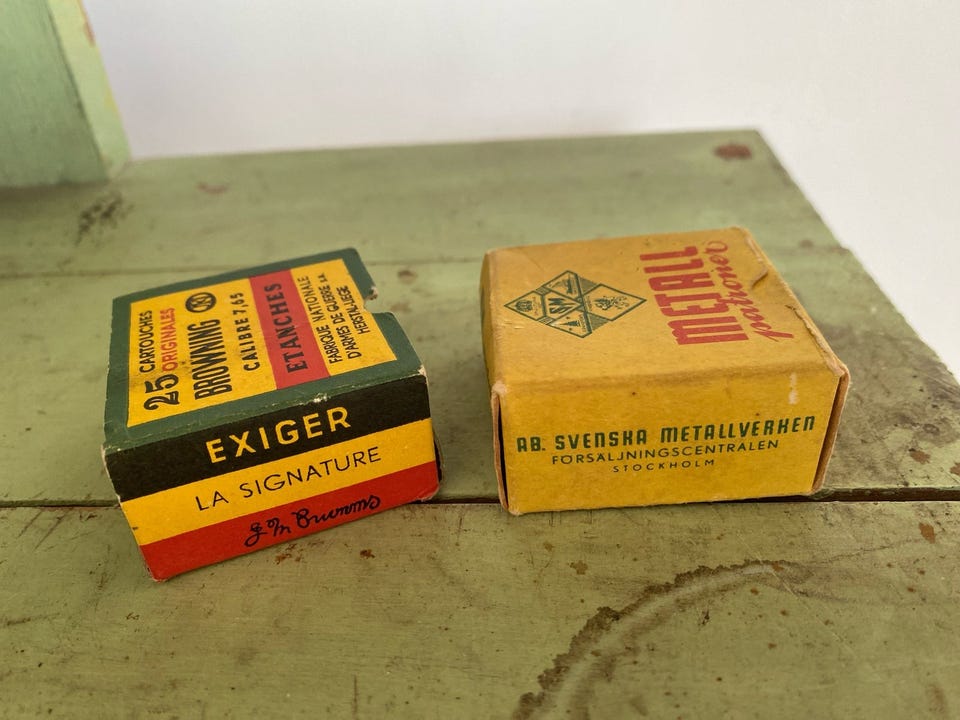 25 CARTOUCHES
ORIGINALES
BROWNING
CALIBRE 7,65
ETANCHES
FABRIQUE NATIONALE
D'ARMES DE GUERRE S.A.
HERSTAL-LIEGE
EXIGER
LA SIGNATURE
J M Browning
SM
METALL
patroner
AB. SVENSKA METALLVERKEN
FÖRSÄLJNINGSCENTRALEN
STOCKHOLM